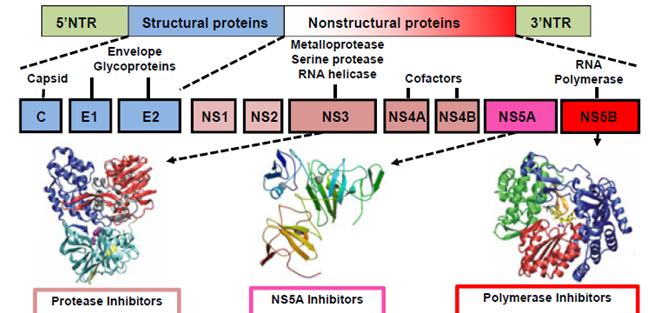 5'NTR Structural proteins Nonstructural proteins 3'NTR
Capsid
Envelope
Glycoproteins
Metalloprotease
Serine protease
RNA helicase
Cofactors
RNA
Polymerase
C E1 E2 NS1 NS2 NS3 NS4A NS4B NS5A NS5B
Protease Inhibitors NS5A Inhibitors Polymerase Inhibitors